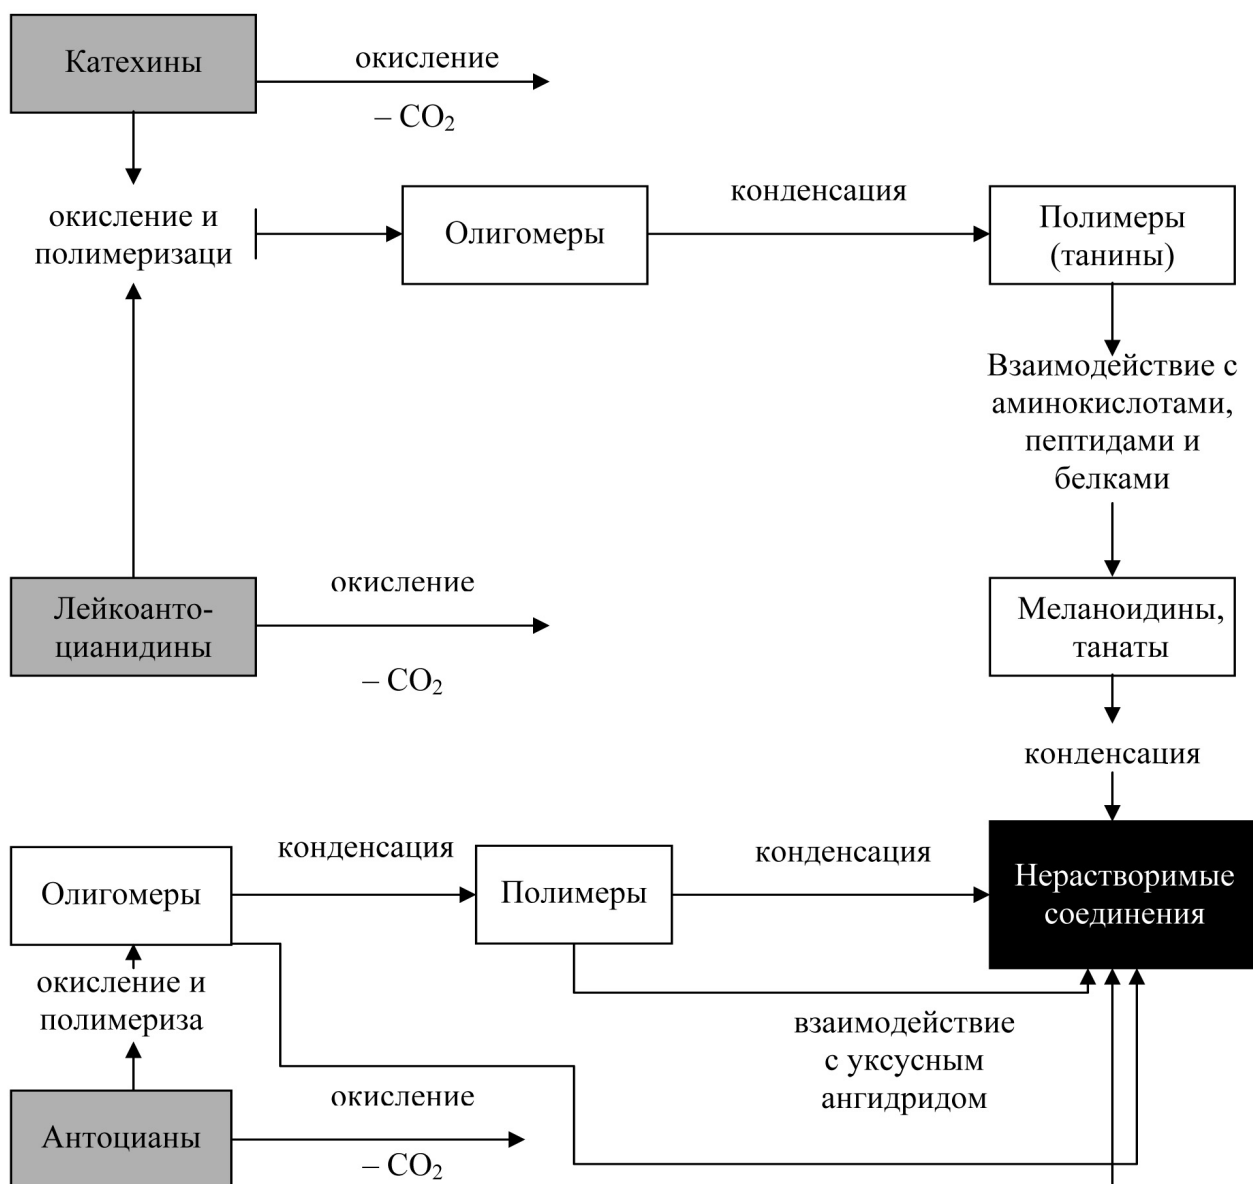 Катехины
окисление
– CO₂
окисление и
полимеризаци
Олигомеры
конденсация
Полимеры
(танины)
Взаимодействие с
аминокислотами,
пептидами и
белками
Лейкоанто-
цианидины
окисление
– CO₂
Меланоидины,
танаты
конденсация
Олигомеры
конденсация
Полимеры
конденсация
Нерастворимые
соединения
окисление и
полимериза
взаимодействие
с уксусным
ангидридом
Антоцианы
окисление
– CO₂